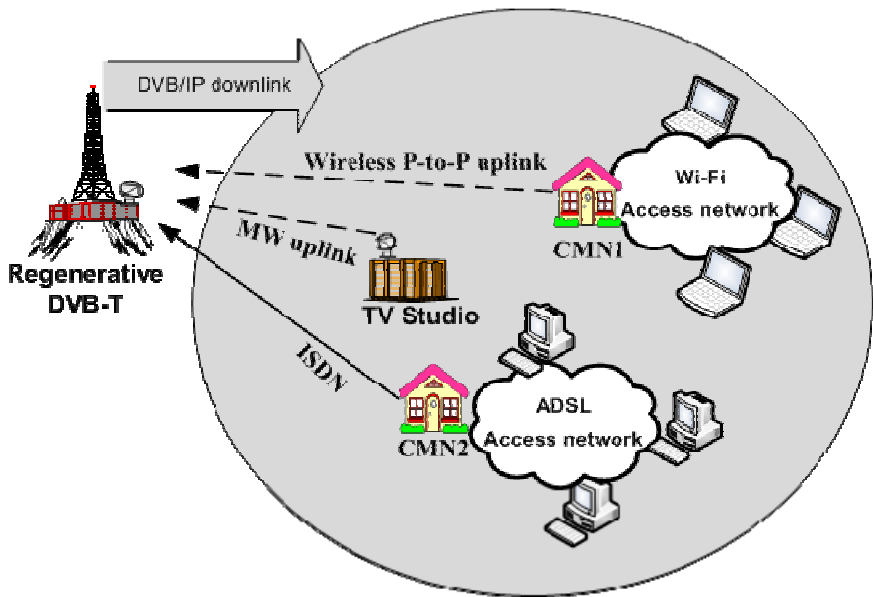 DVB/IP downlink
Wireless P-to-P uplink
Wi-Fi
Access network
CMN1
MW uplink
Regenerative
DVB-T
TV Studio
ISDN
ADSL
Access network
CMN2